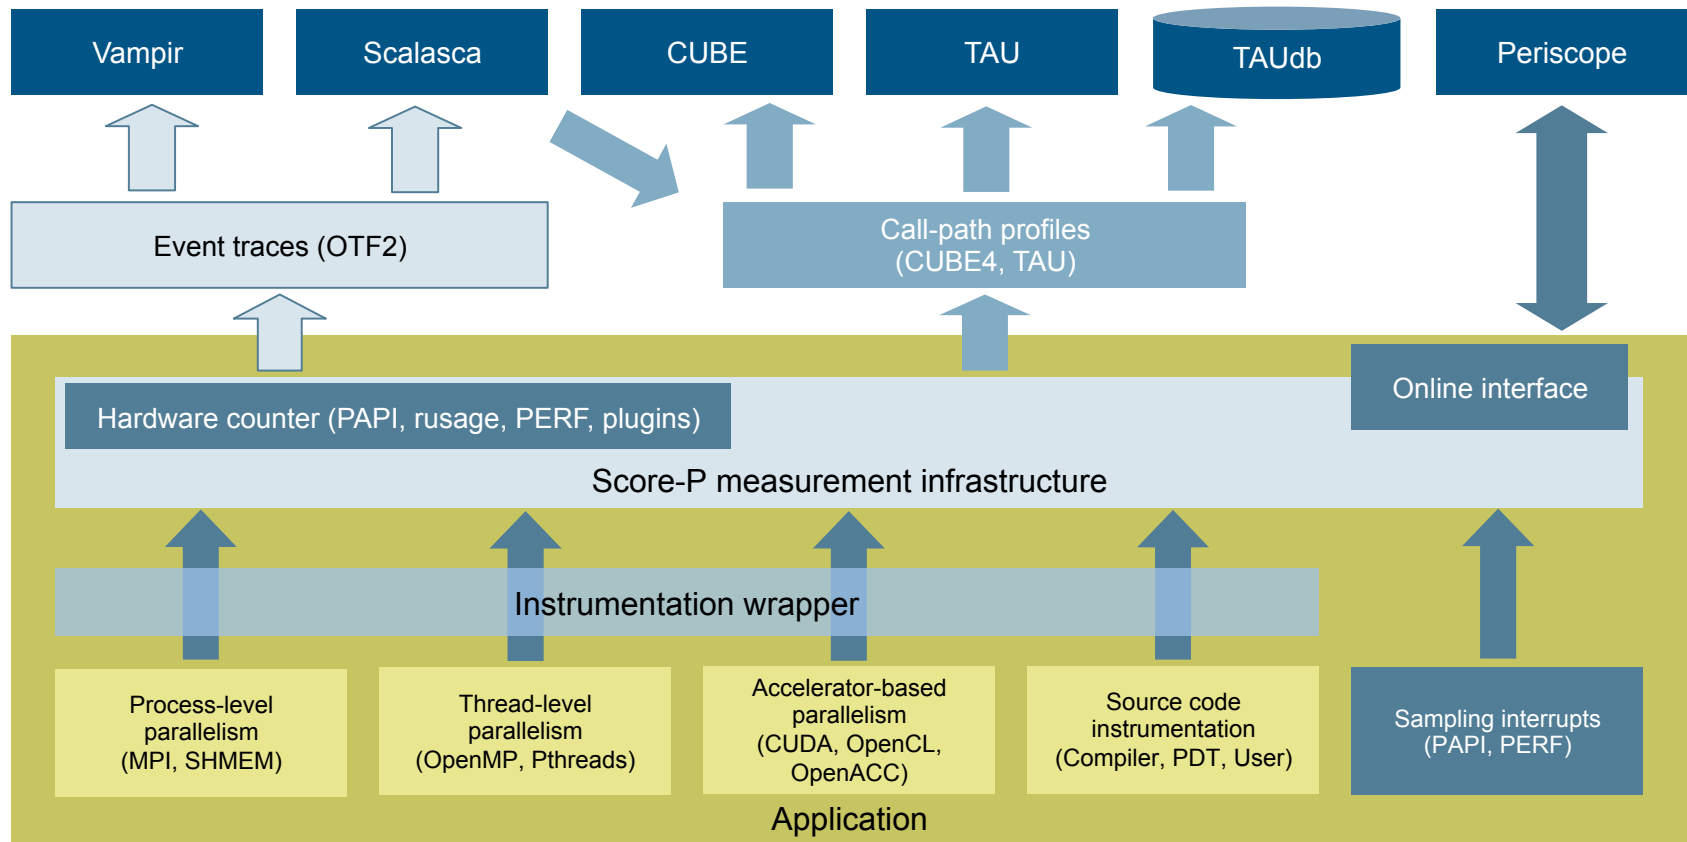 Vampir
Scalasca
CUBE
TAU
TAUdb
Periscope
Event traces (OTF2)
Call-path profiles
(CUBE4, TAU)
Online interface
Hardware counter (PAPI, rusage, PERF, plugins)
Score-P measurement infrastructure
Instrumentation wrapper
Process-level
parallelism
(MPI, SHMEM)
Thread-level
parallelism
(OpenMP, Pthreads)
Accelerator-based
parallelism
(CUDA, OpenCL,
OpenACC)
Source code
instrumentation
(Compiler, PDT, User)
Sampling interrupts
(PAPI, PERF)
Application